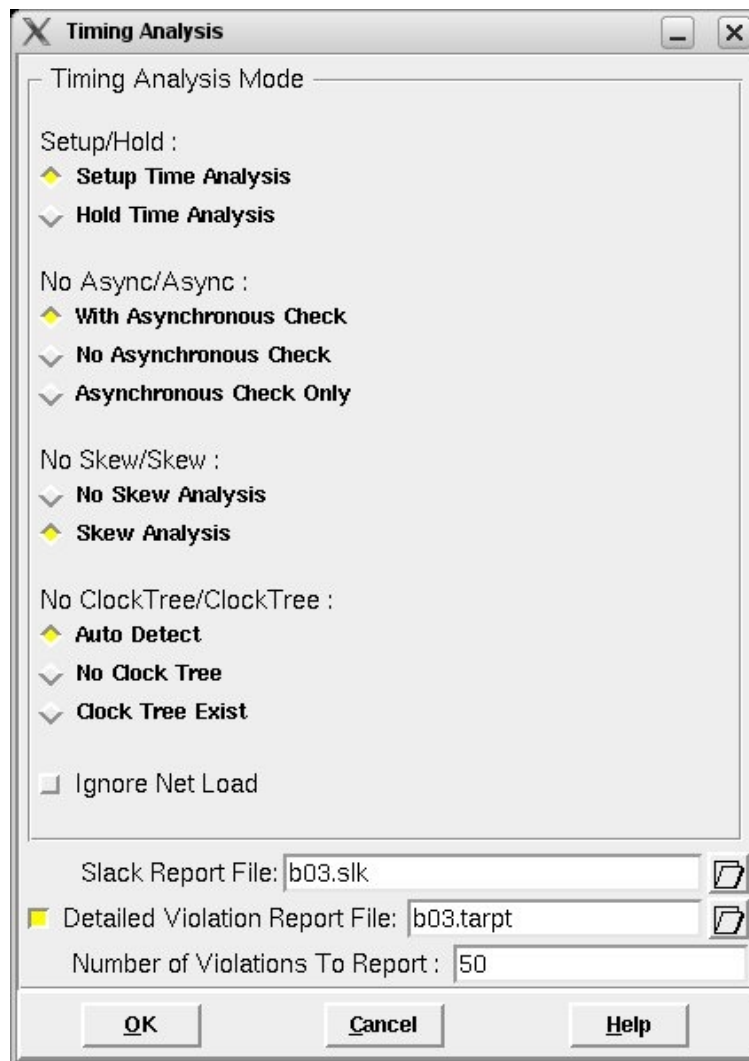 Timing Analysis
Timing Analysis Mode
Setup/Hold :
Setup Time Analysis
Hold Time Analysis
No Async/Async :
With Asynchronous Check
No Asynchronous Check
Asynchronous Check Only
No Skew/Skew :
No Skew Analysis
Skew Analysis
No ClockTree/ClockTree :
Auto Detect
No Clock Tree
Clock Tree Exist
Ignore Net Load
Slack Report File: b03.slk
Detailed Violation Report File: b03.tarpt
Number of Violations To Report : 50
OK Cancel Help